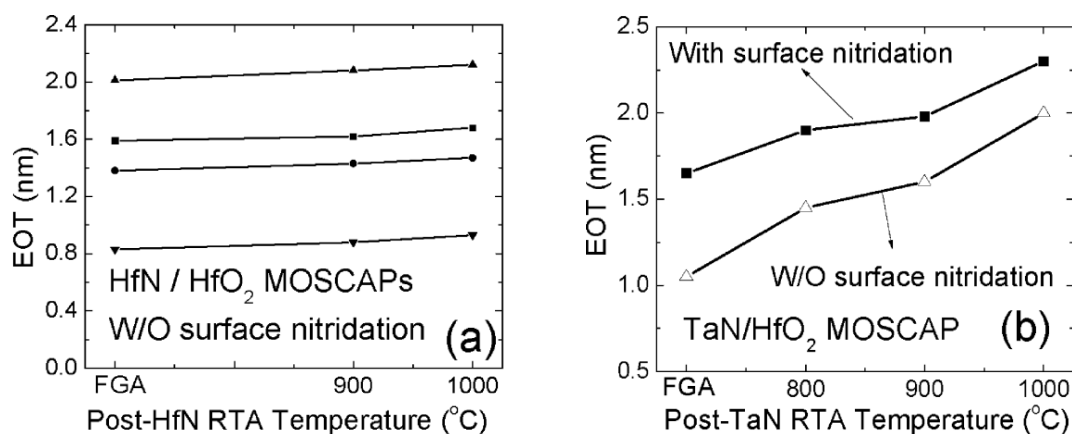 2.4
2.0
1.6
1.2
0.8
0.4
0.0
EOT (nm)
HfN / HfO₂ MOSCAPs
W/O surface nitridation
(a)
FGA 900 1000
Post-HfN RTA Temperature (°C)
2.5
2.0
1.5
1.0
0.5
EOT (nm)
With surface nitridation
W/O surface nitridation
TaN/HfO₂ MOSCAP
(b)
FGA 800 900 1000
Post-TaN RTA Temperature (°C)